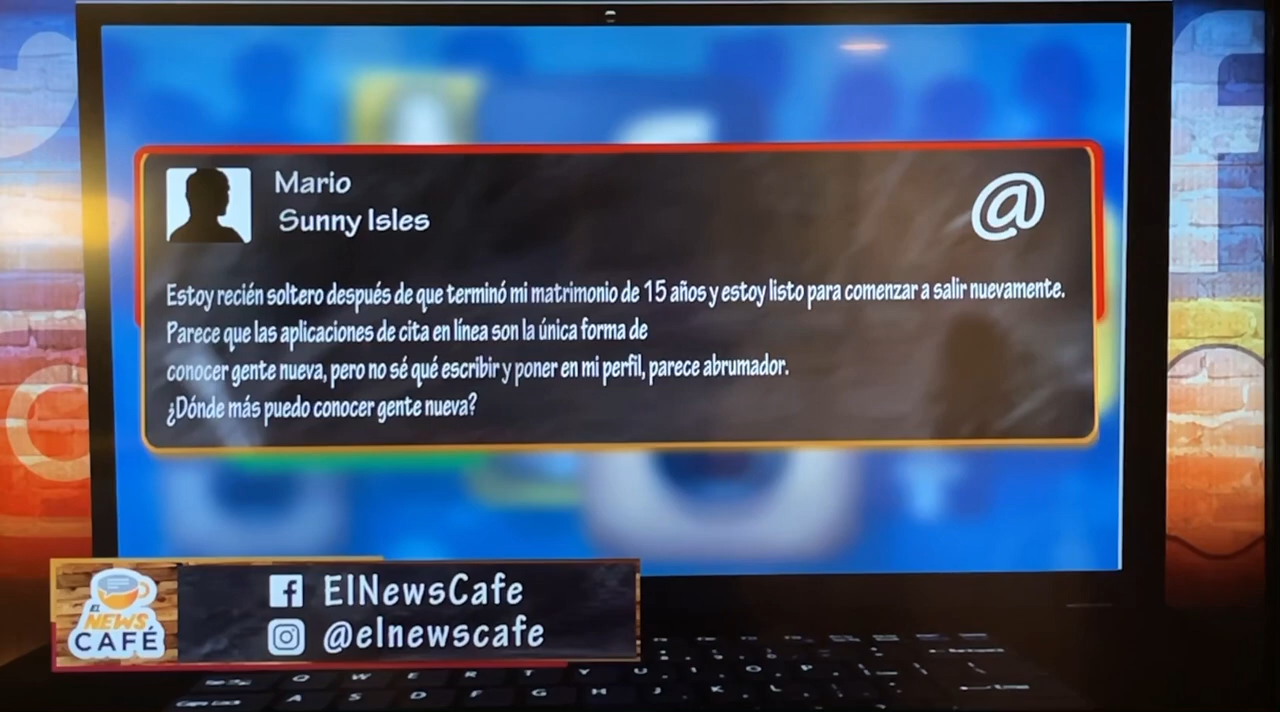 Mario
Sunny Isles
@
Estoy recién soltero después de que terminó mi matrimonio de 15 años y estoy listo para comenzar a salir nuevamente.
Parece que las aplicaciones de cita en línea son la única forma de
conocer gente nueva, pero no sé qué escribir y poner en mi perfil, parece abrumador.
¿Dónde más puedo conocer gente nueva?
EL
NEWS
CAFÉ
ElNewsCafe
@elnewscafe
Q W E R T Y U I O P
Caps Lock A S D F G H J K L